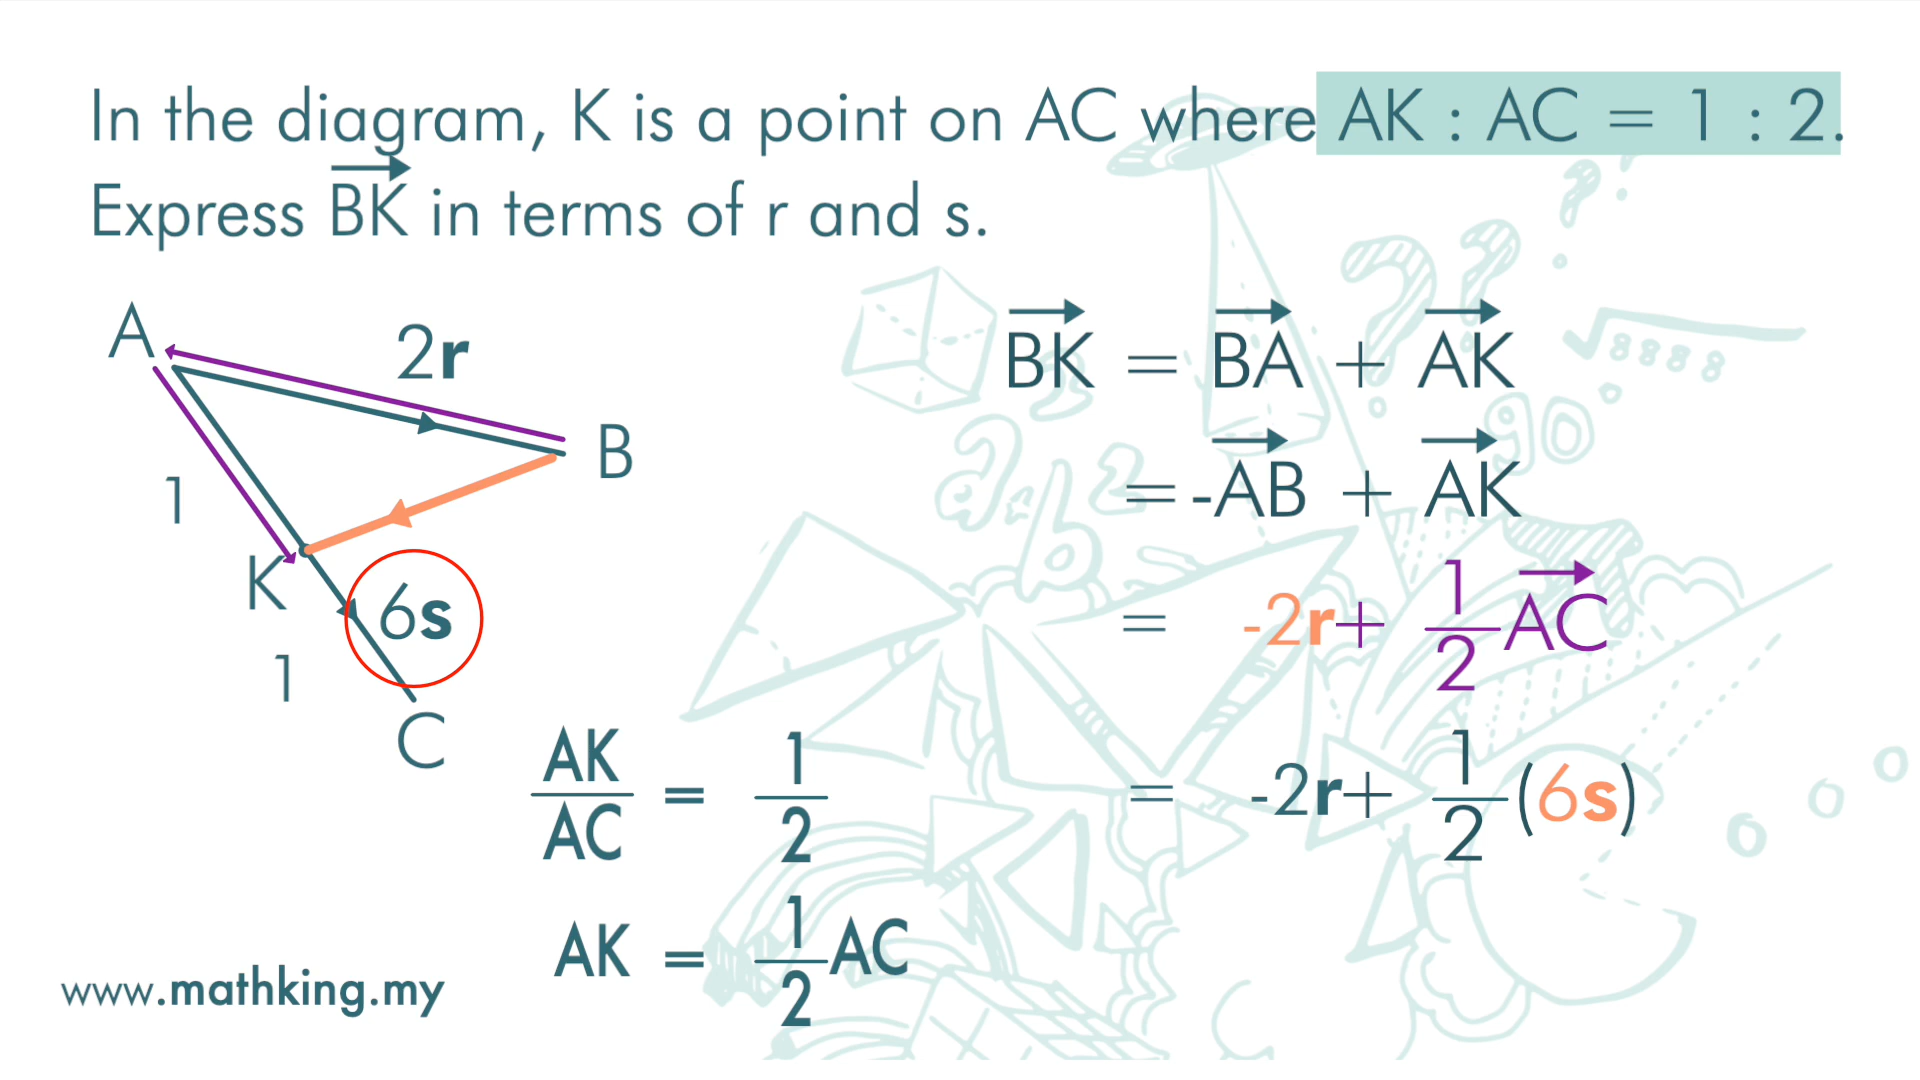 In the diagram, K is a point on AC where AK : AC = 1 : 2.
Express BK in terms of r and s.
A
2r
B
1
K
6s
1
C
BK = BA + AK
= -AB + AK
= -2r + 1/2 AC
= -2r + 1/2 (6s)
AK/AC = 1/2
AK = 1/2 AC
www.mathking.my